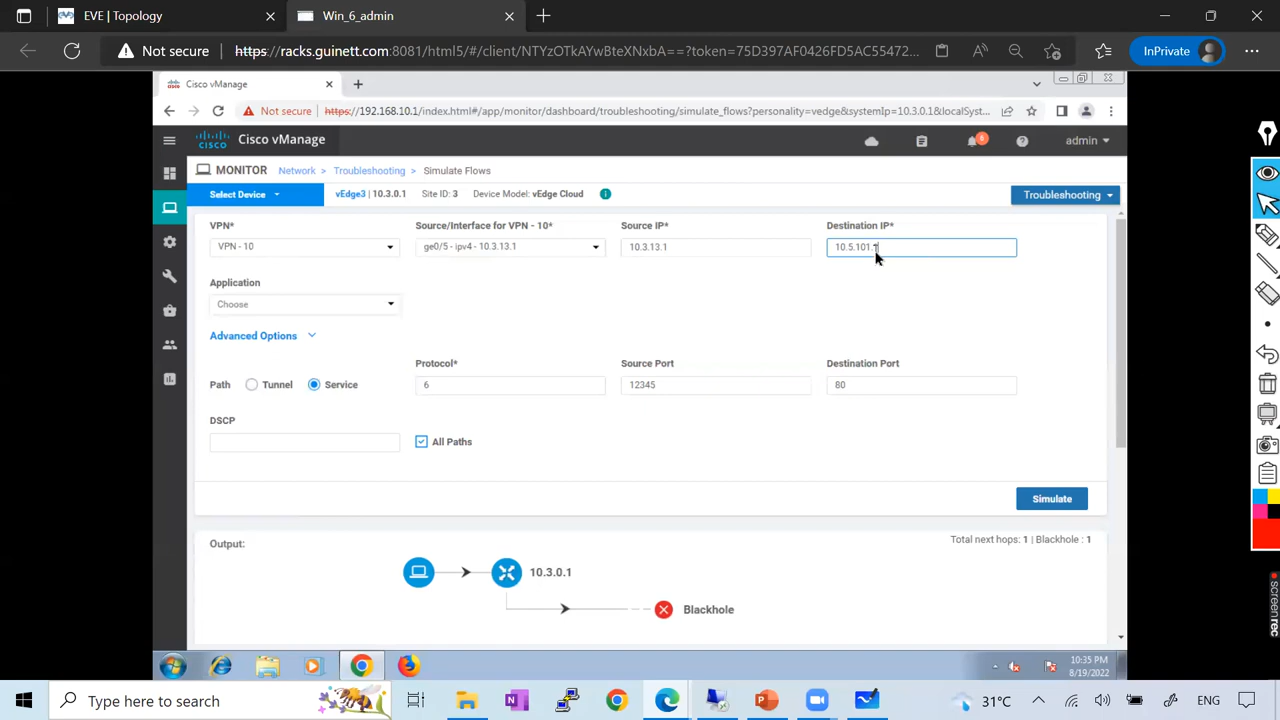 EVE | Topology
Win_6_admin
Not secure
https://racks.guinett.com:8081/html5/#/client/NTYzOTkAYwBteXNxbA==?token=75D397AF0426FD5AC55472...
InPrivate
Cisco vManage
Not secure
https://192.168.10.1/index.html#/app/monitor/dashboard/troubleshooting/simulate_flows?personality=vedge&systemIp=10.3.0.1&localSys...
CISCO
Cisco vManage
6
admin
MONITOR
Network > Troubleshooting > Simulate Flows
Select Device
vEdge3 | 10.3.0.1
Site ID: 3
Device Model: vEdge Cloud
Troubleshooting
VPN*
Source/Interface for VPN - 10*
Source IP*
Destination IP*
VPN - 10
ge0/5 - ipv4 - 10.3.13.1
10.3.13.1
10.5.101.
Application
Choose
Advanced Options
Protocol*
Source Port
Destination Port
Path
Tunnel
Service
6
12345
80
DSCP
All Paths
Simulate
Output:
Total next hops: 1 | Blackhole : 1
10.3.0.1
Blackhole
screenrec
10:35 PM
8/19/2022
Type here to search
31°C
ENG